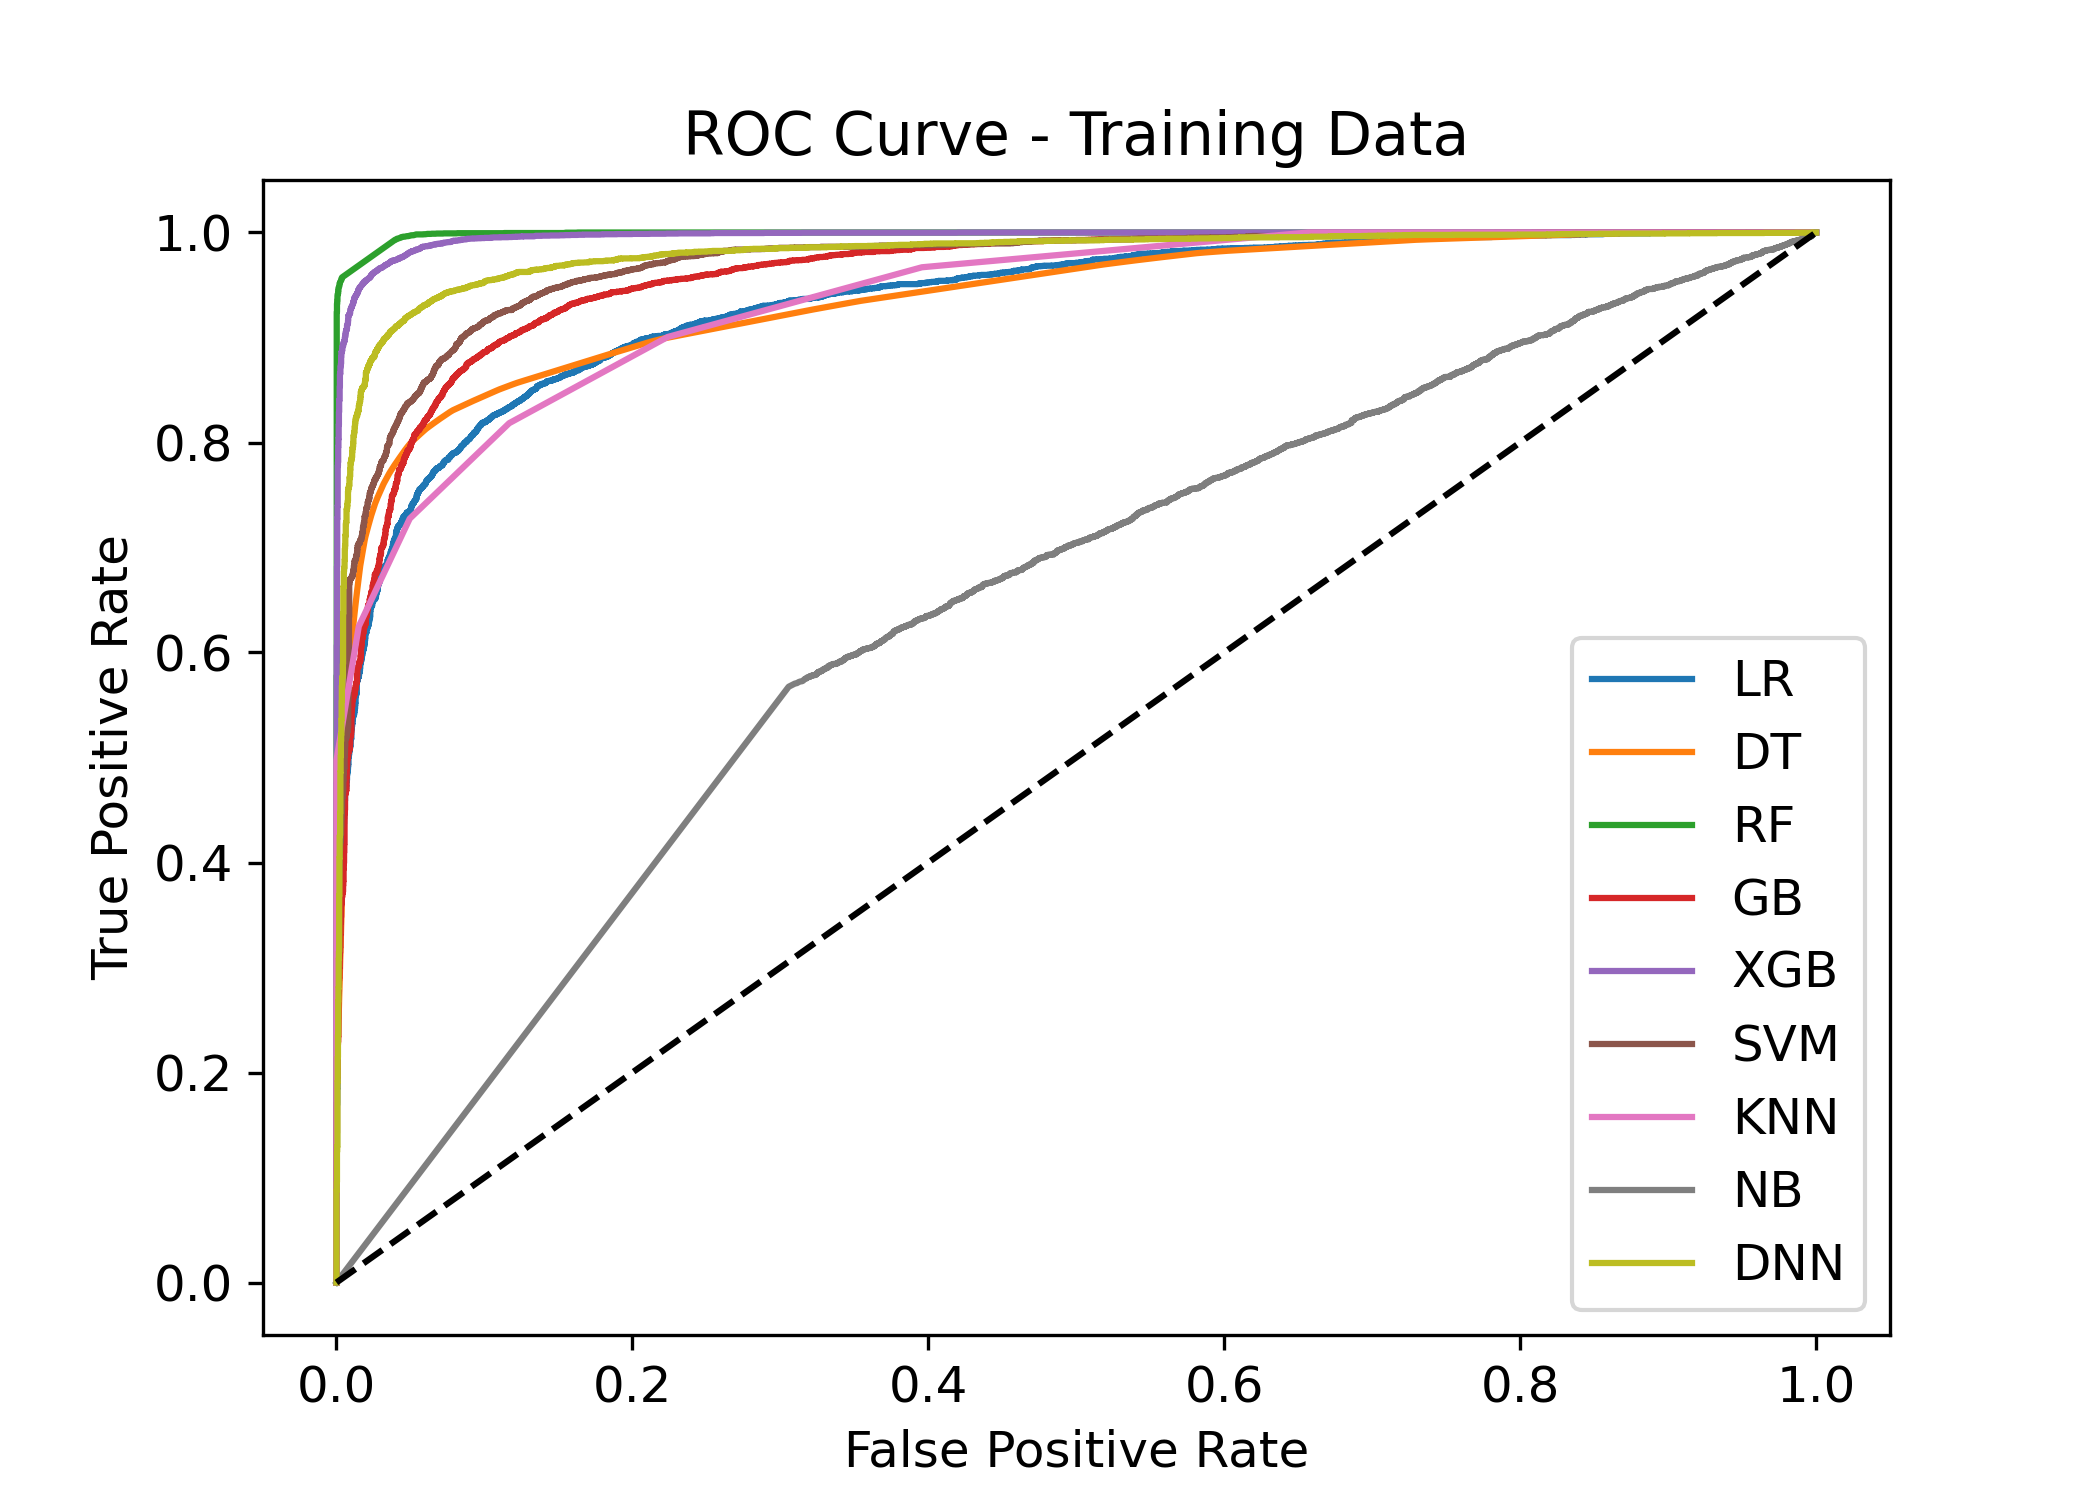 ROC Curve - Training Data
True Positive Rate
1.0
0.8
0.6
0.4
0.2
0.0
LR
DT
RF
GB
XGB
SVM
KNN
NB
DNN
0.0 0.2 0.4 0.6 0.8 1.0
False Positive Rate